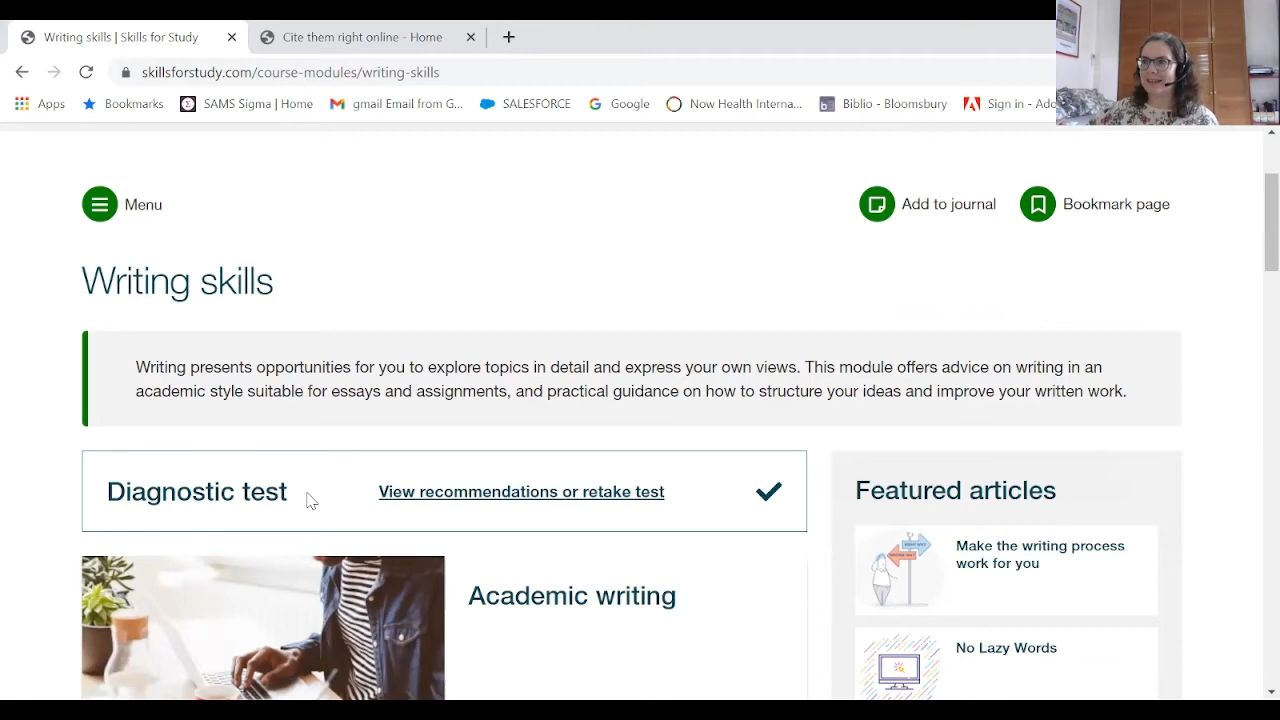 Writing skills | Skills for Study
Cite them right online - Home
skillsforstudy.com/course-modules/writing-skills
Apps
Bookmarks
SAMS Sigma | Home
gmail Email from G...
SALESFORCE
Google
Now Health Interna...
Biblio - Bloomsbury
Sign in - Ado
Menu
Add to journal
Bookmark page
Writing skills
Writing presents opportunities for you to explore topics in detail and express your own views. This module offers advice on writing in an
academic style suitable for essays and assignments, and practical guidance on how to structure your ideas and improve your written work.
Diagnostic test
View recommendations or retake test
Featured articles
Make the writing process
work for you
Academic writing
No Lazy Words